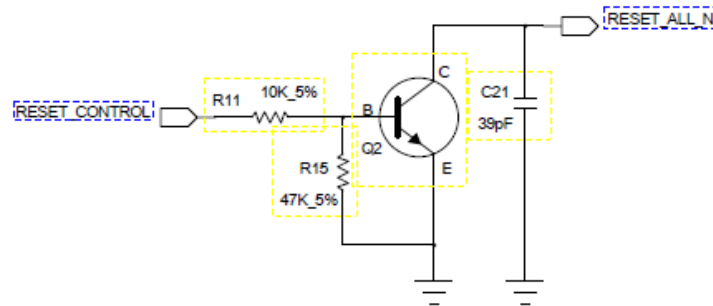 RESET_ALL_N
RESET_CONTROL
R11
10K_5%
B
C
E
Q2
R15
47K_5%
C21
39pF